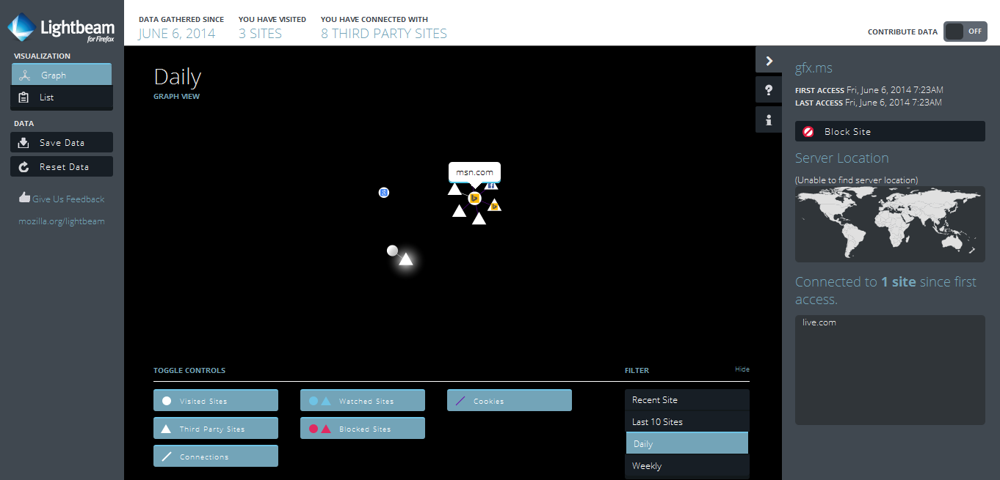 Lightbeam
for Firefox
DATA GATHERED SINCE
JUNE 6, 2014
YOU HAVE VISITED
3 SITES
YOU HAVE CONNECTED WITH
8 THIRD PARTY SITES
CONTRIBUTE DATA OFF
VISUALIZATION
Graph
List
DATA
Save Data
Reset Data
Give Us Feedback
mozilla.org/lightbeam
Daily
GRAPH VIEW
msn.com
TOGGLE CONTROLS
Visited Sites
Third Party Sites
Connections
Watched Sites
Blocked Sites
Cookies
FILTER
Hide
Recent Site
Last 10 Sites
Daily
Weekly
gfx.ms
FIRST ACCESS Fri, June 6, 2014 7:23AM
LAST ACCESS Fri, June 6, 2014 7:23AM
Block Site
Server Location
(Unable to find server location)
Connected to 1 site since first
access.
live.com